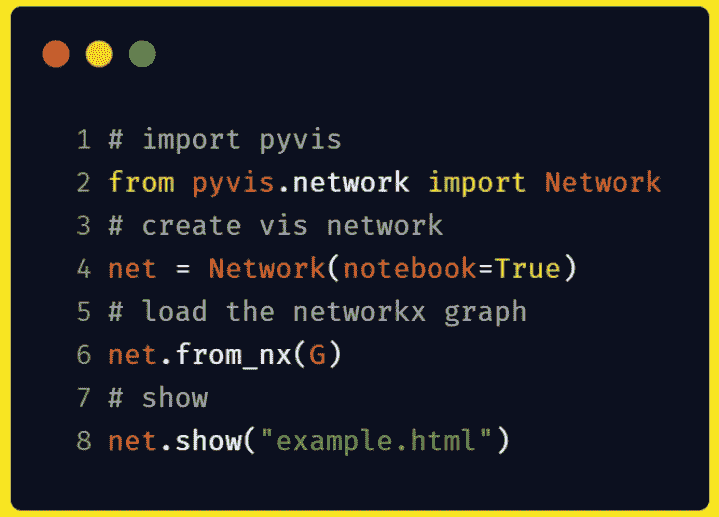 1 # import pyvis
2 from pyvis.network import Network
3 # create vis network
4 net = Network(notebook=True)
5 # load the networkx graph
6 net.from_nx(G)
7 # show
8 net.show("example.html")